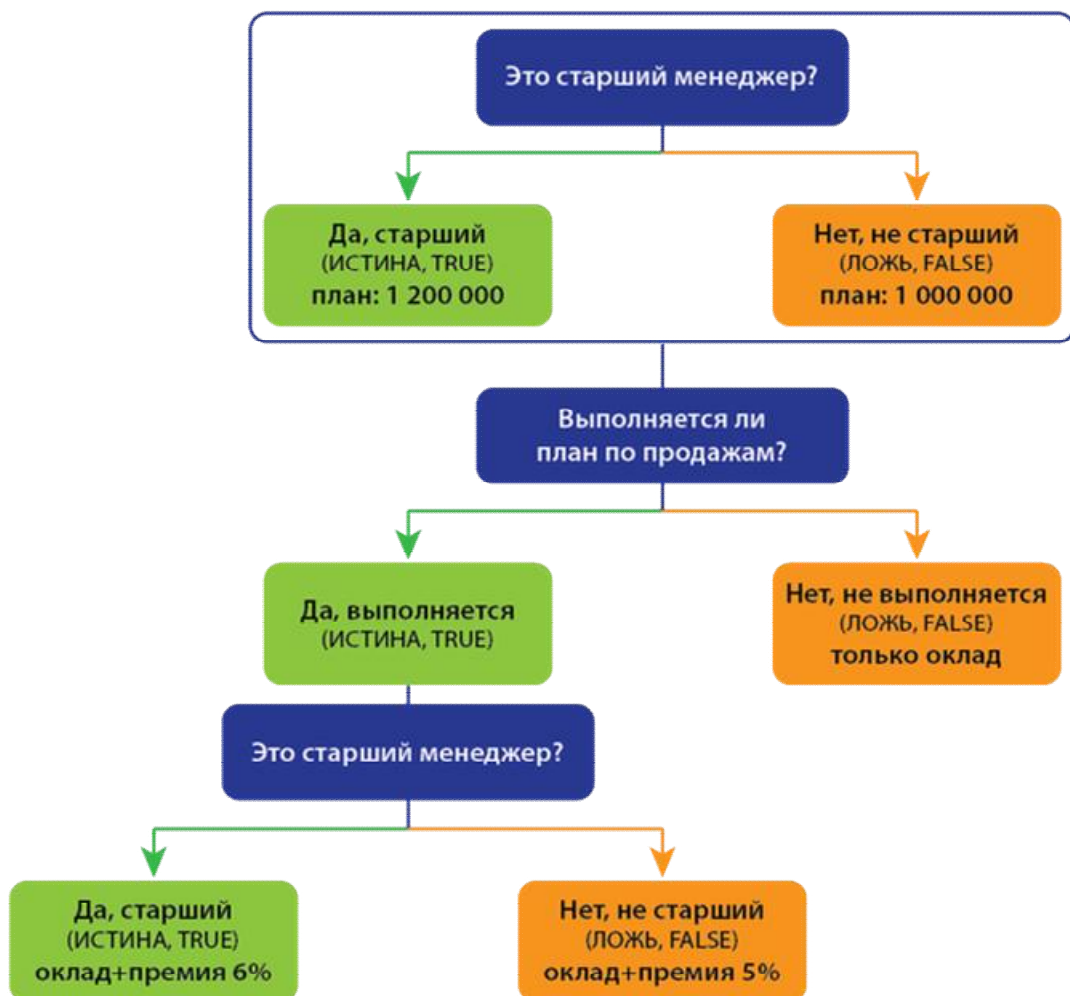 Это старший менеджер?
Да, старший
(ИСТИНА, TRUE)
план: 1 200 000
Нет, не старший
(ЛОЖЬ, FALSE)
план: 1 000 000
Выполняется ли
план по продажам?
Да, выполняется
(ИСТИНА, TRUE)
Нет, не выполняется
(ЛОЖЬ, FALSE)
только оклад
Это старший менеджер?
Да, старший
(ИСТИНА, TRUE)
оклад+премия 6%
Нет, не старший
(ЛОЖЬ, FALSE)
оклад+премия 5%